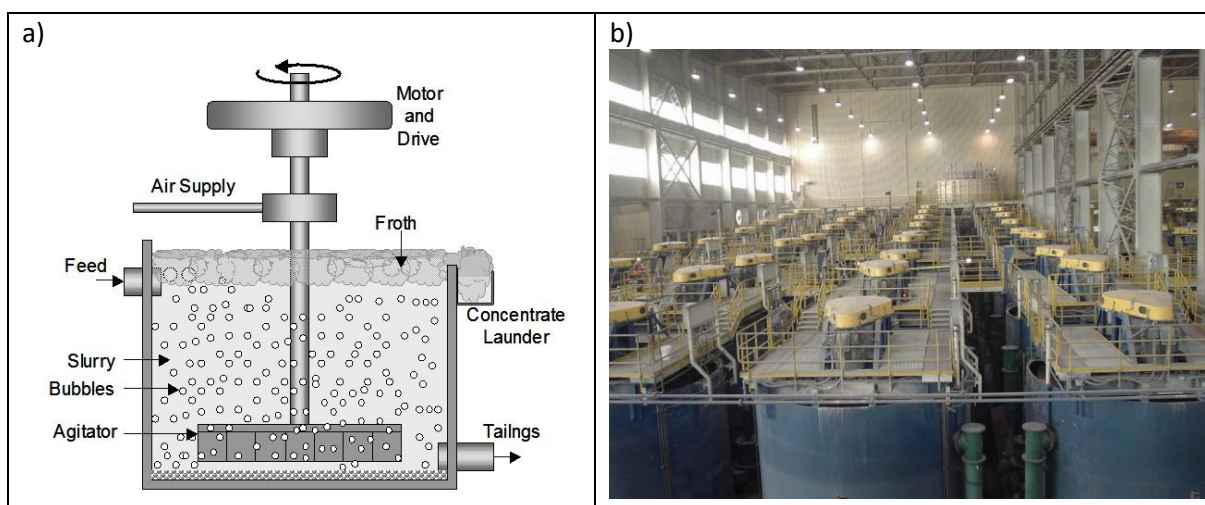 a)
Motor
and
Drive
Air Supply
Froth
Feed
Concentrate
Launder
Slurry
Bubbles
Agitator
Tailngs
b)